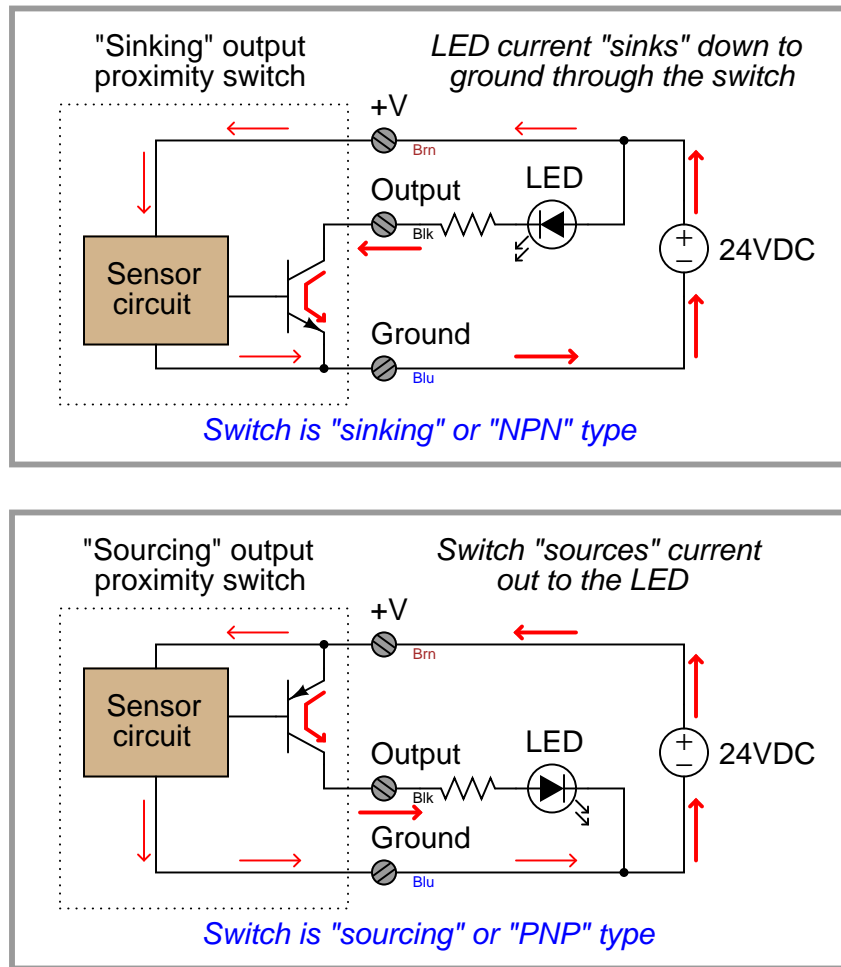 "Sinking" output
proximity switch
LED current "sinks" down to
ground through the switch
+V
Brn
Output
LED
Blk
Sensor
circuit
+
−
24VDC
Ground
Blu
Switch is "sinking" or "NPN" type
"Sourcing" output
proximity switch
Switch "sources" current
out to the LED
+V
Brn
Sensor
circuit
Output
LED
+
−
24VDC
Blk
Ground
Blu
Switch is "sourcing" or "PNP" type